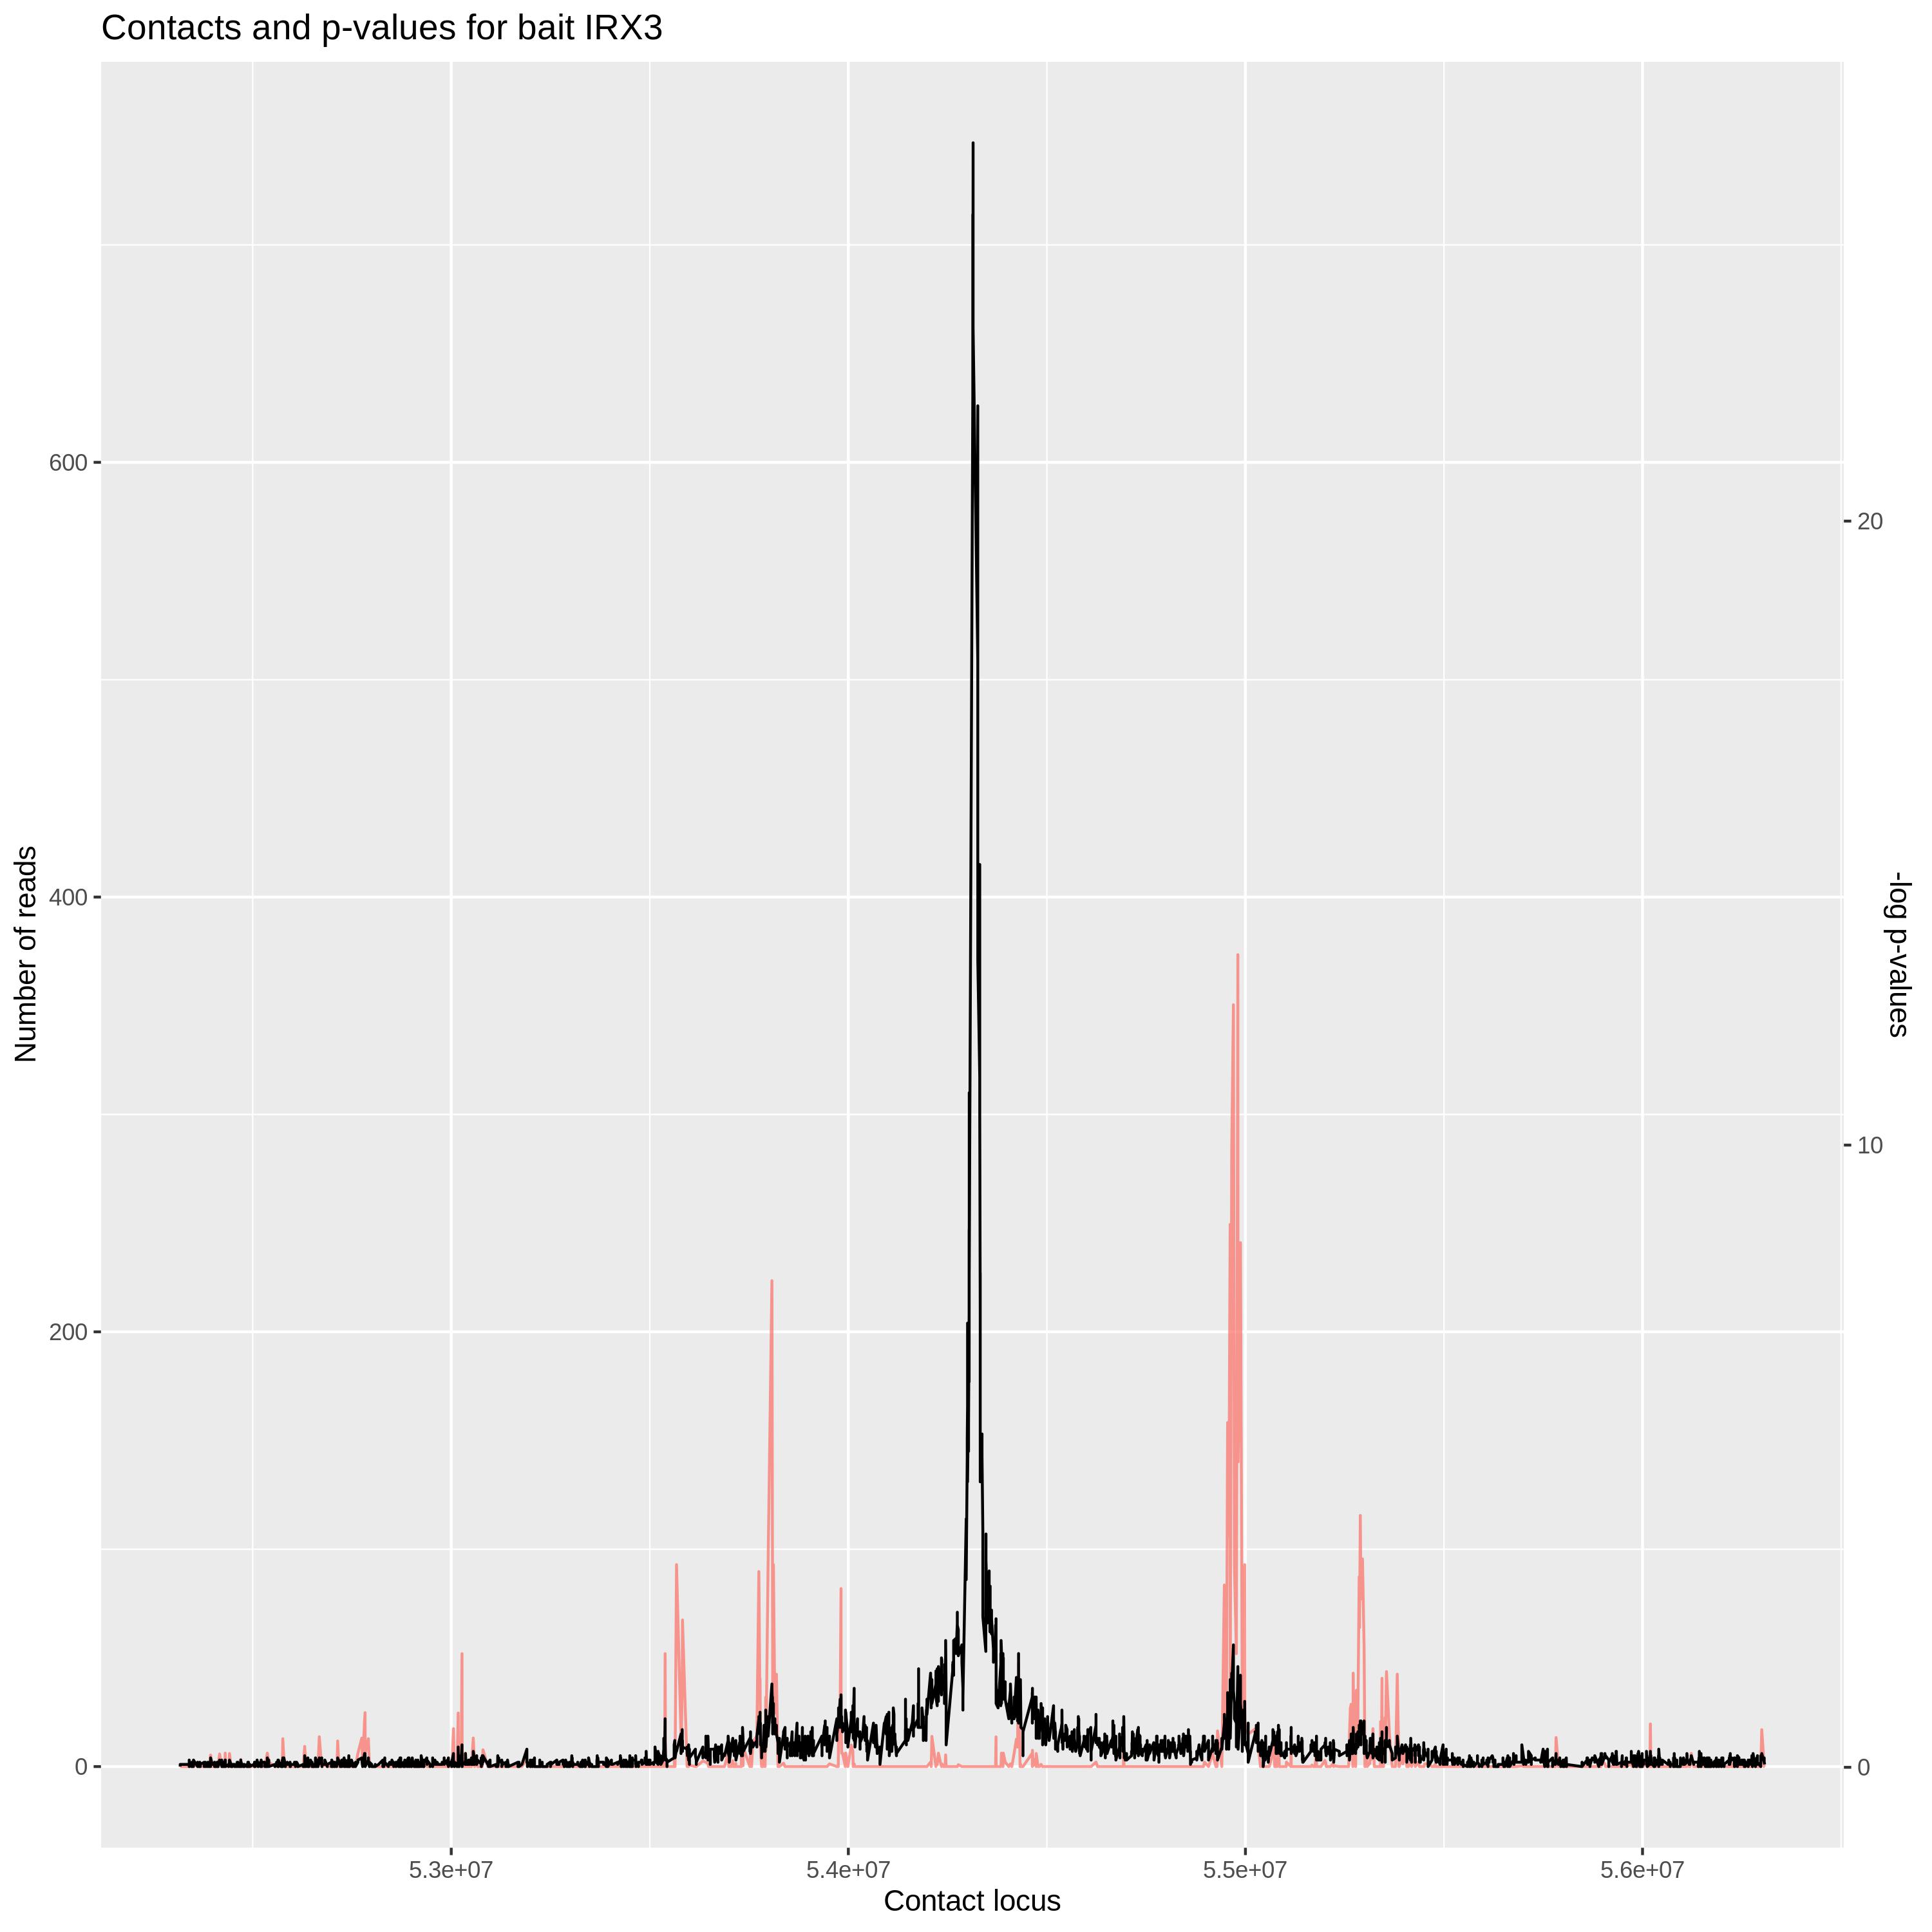 Contacts and p-values for bait IRX3
Number of reads
600
400
200
0
20
10
0
-log p-values
5.3e+07
5.4e+07
5.5e+07
5.6e+07
Contact locus